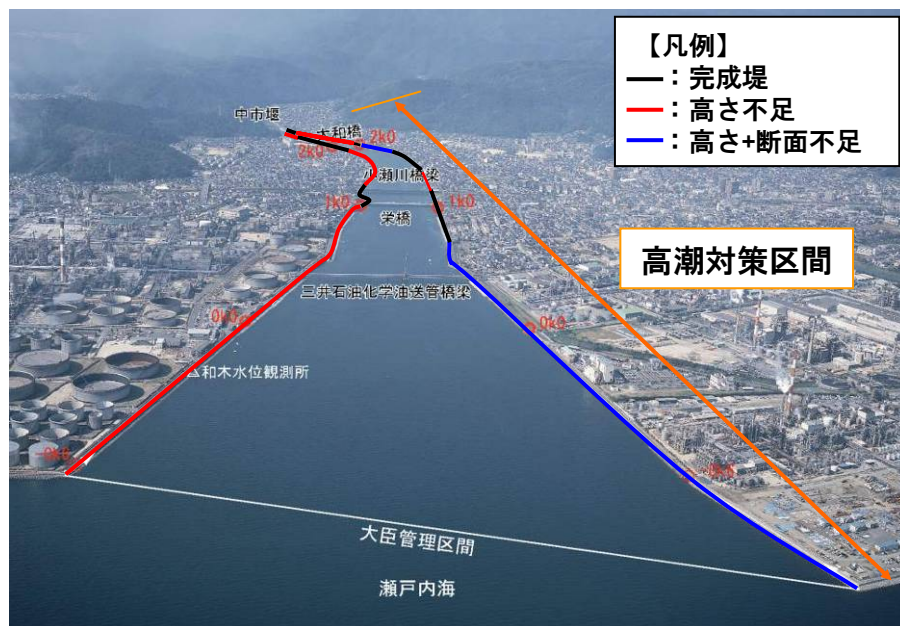 【凡例】
━：完成堤
━：高さ不足
━：高さ+断面不足
中市堰
大和橋
2k0
2k0
小瀬川橋梁
1k0
1k0
栄橋
高潮対策区間
三井石油化学油送管橋梁
0k0
0k0
△和木水位観測所
大臣管理区間
瀬戸内海